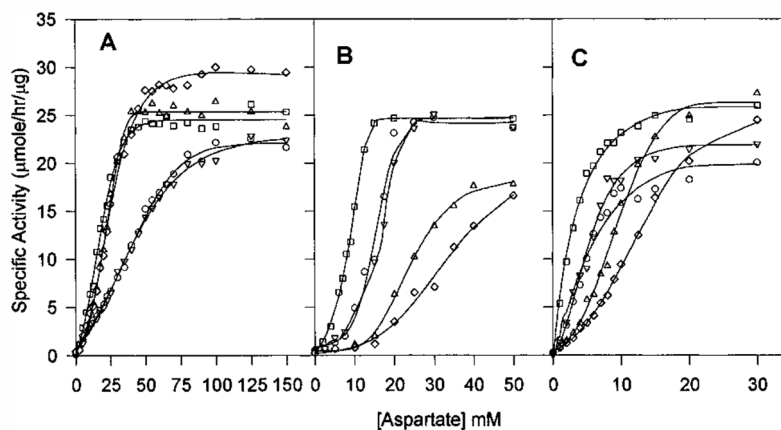 A
B
C
Specific Activity (μmole/hr/μg)
35
30
25
20
15
10
5
0
0 25 50 75 100 125 150
0 10 20 30 40 50
0 10 20 30
[Aspartate] mM